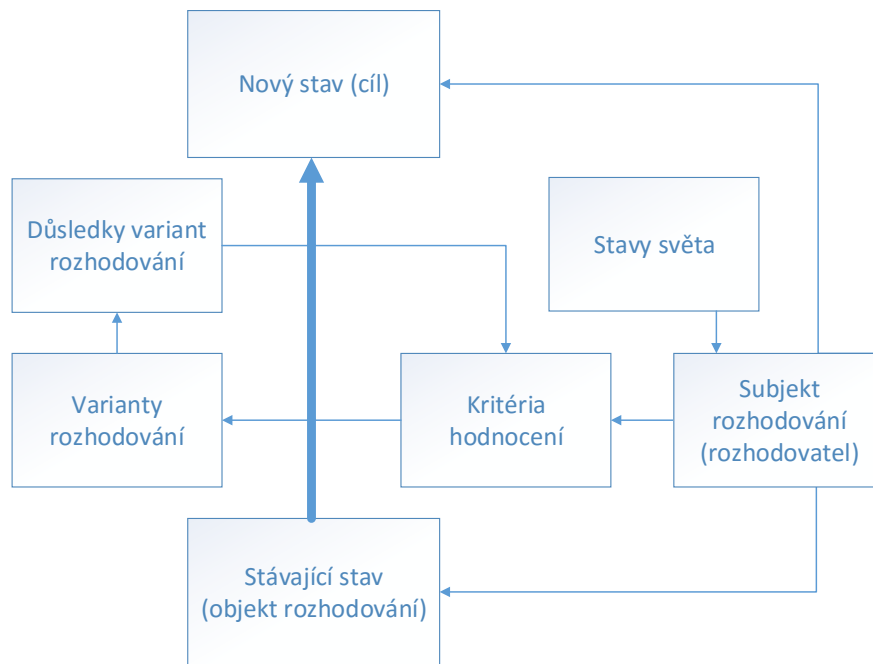 Nový stav (cíl)
Důsledky variant
rozhodování
Stavy světa
Varianty
rozhodování
Kritéria
hodnocení
Subjekt
rozhodování
(rozhodovatel)
Stávající stav
(objekt rozhodování)